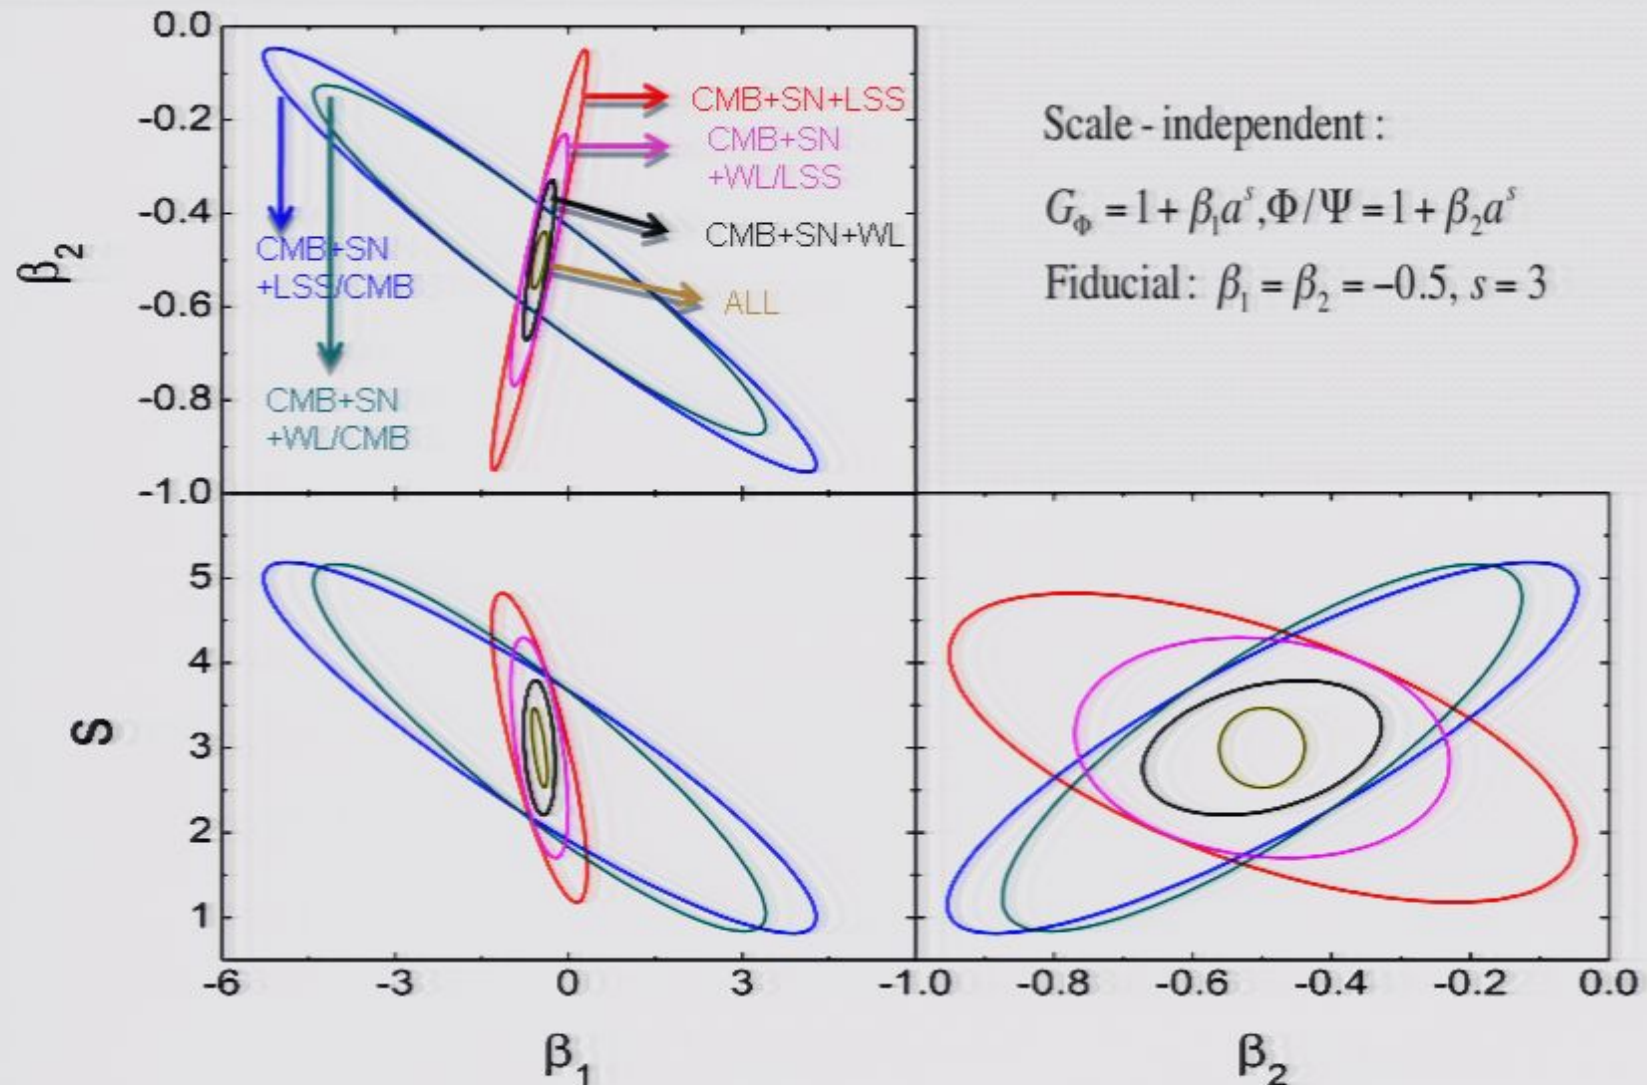 0.0
-0.2
-0.4
-0.6
-0.8
-1.0
β₂
CMB+SN+LSS
CMB+SN
+WL/LSS
CMB+SN+WL
ALL
CMB+SN
+LSS/CMB
CMB+SN
+WL/CMB
Scale - independent :
G_Φ = 1 + β₁aˢ, Φ/Ψ = 1 + β₂aˢ
Fiducial: β₁ = β₂ = −0.5, s = 3
5
4
3
2
1
S
-6 -3 0 3
-1.0 -0.8 -0.6 -0.4 -0.2 0.0
β₁
β₂